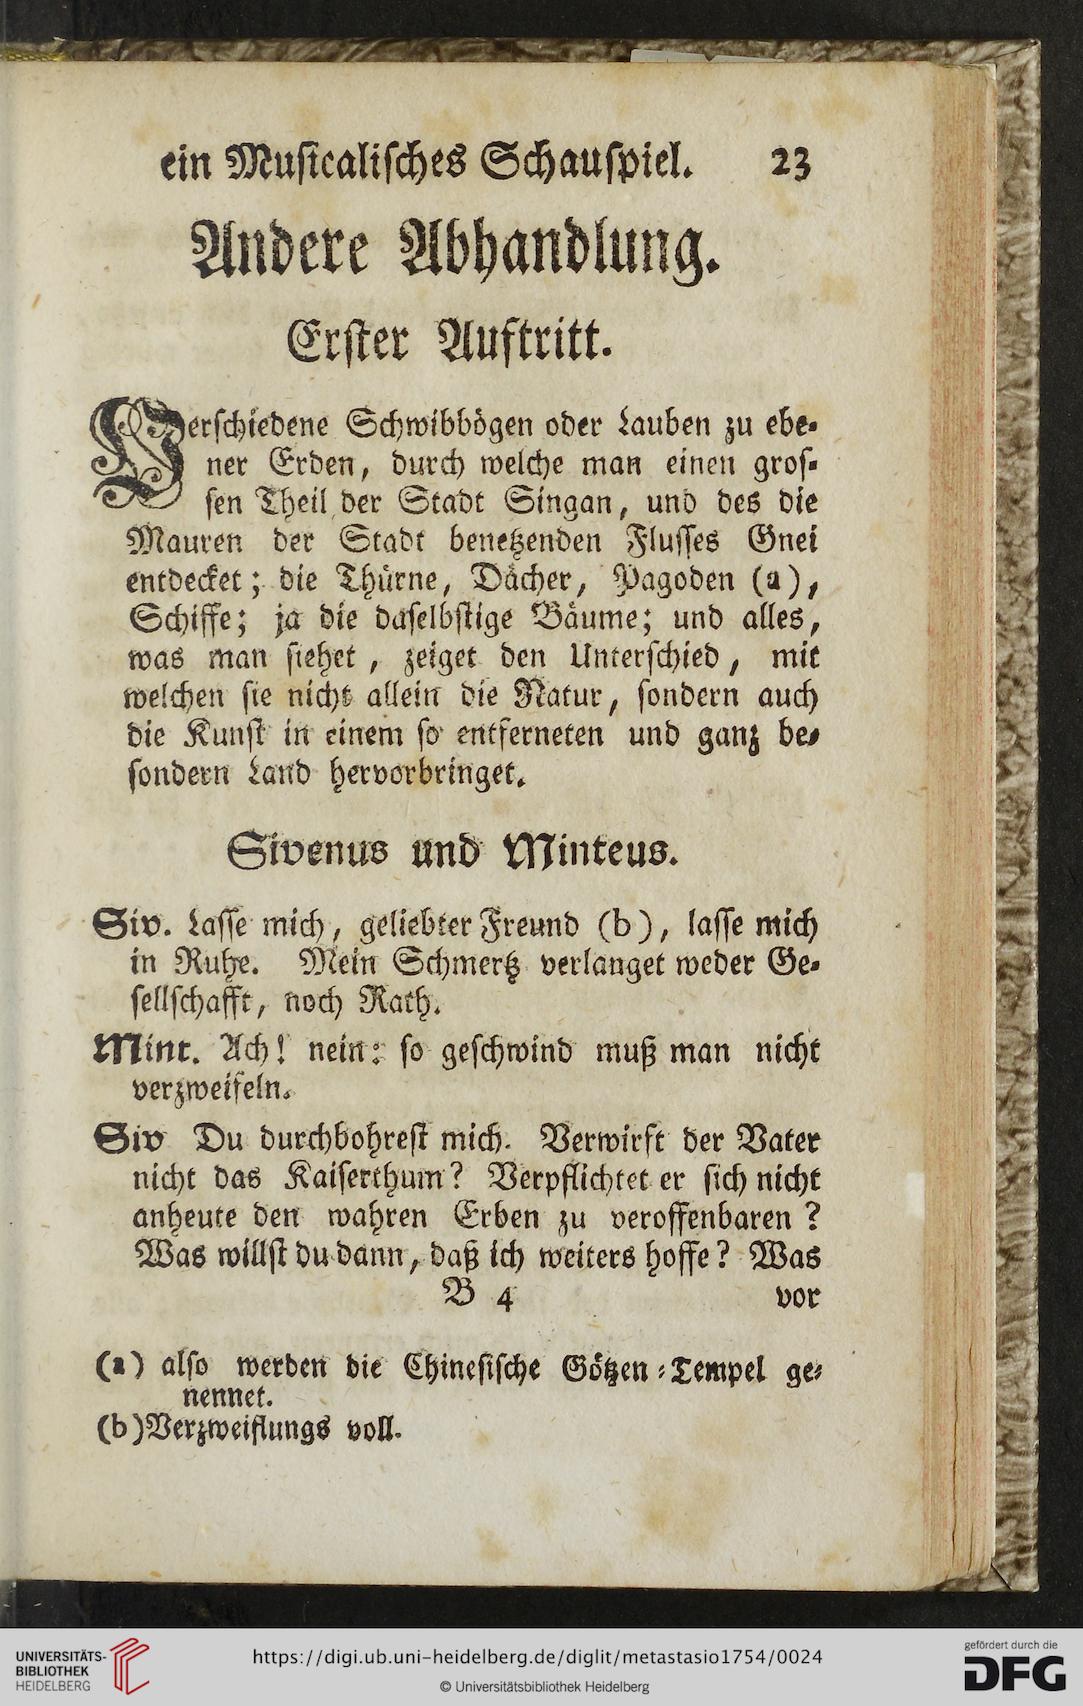 ein Muſicaliſches Schauſpiel. 23
Andere Abhandlung.
Erſter Auftritt.
Verſchiedene Schwibbögen oder Lauben zu ebe-
ner Erden, durch welche man einen groſ-
ſen Theil der Stadt Singan, und des die
Mauren der Stadt benetzenden Fluſſes Gnei
entdecket; die Thürne, Dächer, Pagoden (a),
Schiffe; ja die daſelbſtige Bäume; und alles,
was man ſiehet, zeiget den Unterſchied, mit
welchen ſie nicht allein die Natur, ſondern auch
die Kunſt in einem ſo entferneten und ganz be-
ſondern Land hervorbringet.
Sivenus und Minteus.
Siv. Laſſe mich, geliebter Freund (b), laſſe mich
in Ruhe. Mein Schmertz verlanget weder Ge-
ſellſchafft, noch Rath.
Mint. Ach! nein: ſo geſchwind muß man nicht
verzweifeln.
Siv Du durchbohreſt mich. Verwirft der Vater
nicht das Kaiſerthum? Verpflichtet er ſich nicht
anheute den wahren Erben zu veroffenbaren?
Was willſt du dann, daß ich weiters hoffe? Was
B 4 vor
(a) alſo werden die Chineſiſche Götzen-Tempel ge-
nennet.
(b) Verzweiflungs voll.
UNIVERSITÄTS-
BIBLIOTHEK
HEIDELBERG
https://digi.ub.uni-heidelberg.de/diglit/metastasio1754/0024
© Universitätsbibliothek Heidelberg
gefördert durch die
DFG